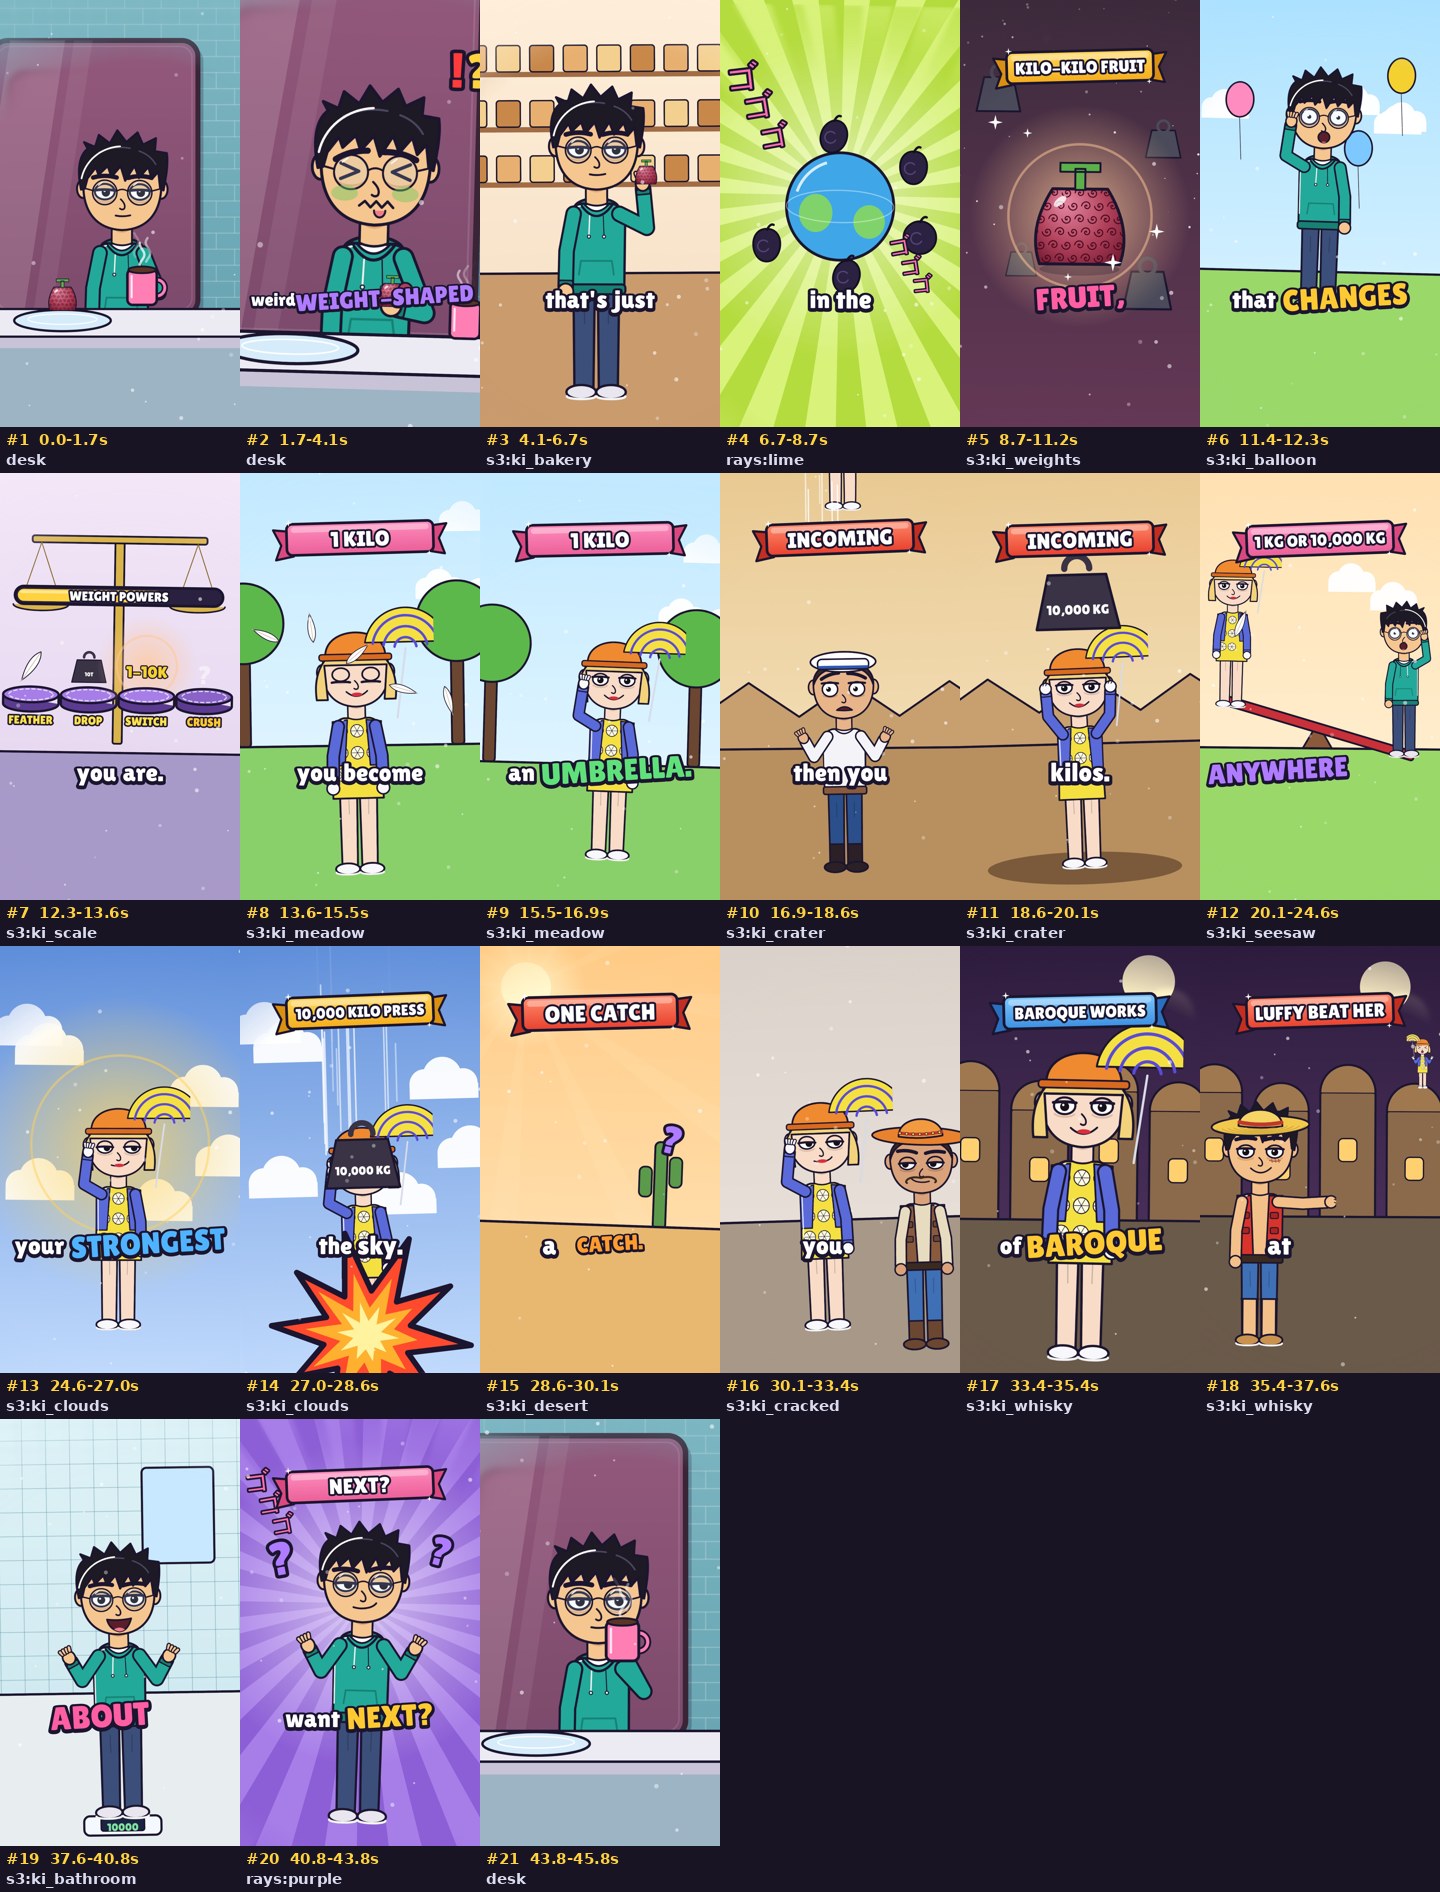 #1 0.0-1.7s
desk
!?
weird WEIGHT-SHAPED
#2 1.7-4.1s
desk
that's just
#3 4.1-6.7s
s3:ki_bakery
ゴゴゴ
ゴゴゴ
in the
#4 6.7-8.7s
rays:lime
KILO-KILO FRUIT
FRUIT,
#5 8.7-11.2s
s3:ki_weights
that CHANGES
#6 11.4-12.3s
s3:ki_balloon
WEIGHT POWERS
10T
1-10K
?
FEATHER
DROP
SWITCH
CRUSH
you are.
#7 12.3-13.6s
s3:ki_scale
1 KILO
you become
#8 13.6-15.5s
s3:ki_meadow
1 KILO
an UMBRELLA.
#9 15.5-16.9s
s3:ki_meadow
INCOMING
then you
#10 16.9-18.6s
s3:ki_crater
INCOMING
10,000 KG
kilos.
#11 18.6-20.1s
s3:ki_crater
1 KG OR 10,000 KG
ANYWHERE
#12 20.1-24.6s
s3:ki_seesaw
your STRONGEST
#13 24.6-27.0s
s3:ki_clouds
10,000 KILO PRESS
10,000 KG
the sky.
#14 27.0-28.6s
s3:ki_clouds
ONE CATCH
?
a CATCH.
#15 28.6-30.1s
s3:ki_desert
you
#16 30.1-33.4s
s3:ki_cracked
BAROQUE WORKS
of BAROQUE
#17 33.4-35.4s
s3:ki_whisky
LUFFY BEAT HER
at
#18 35.4-37.6s
s3:ki_whisky
ABOUT
10000
#19 37.6-40.8s
s3:ki_bathroom
NEXT?
ゴゴゴ
? ?
want NEXT?
#20 40.8-43.8s
rays:purple
#21 43.8-45.8s
desk